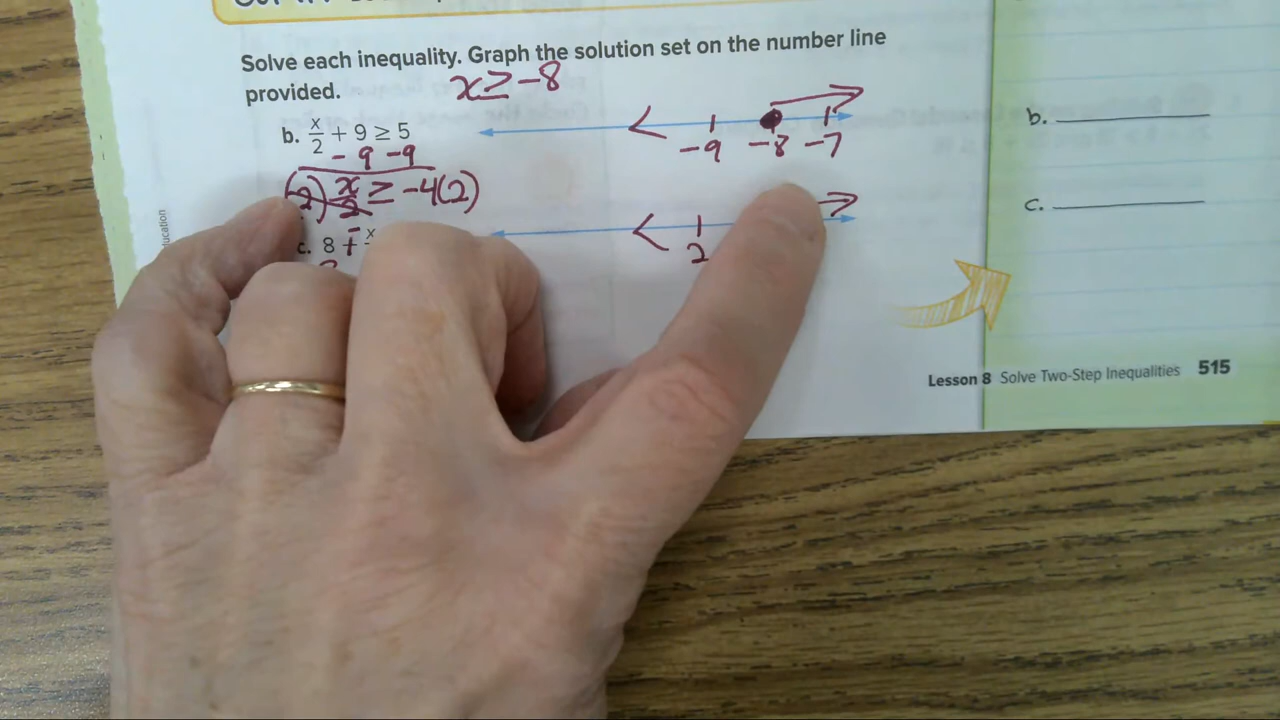 Solve each inequality. Graph the solution set on the number line
provided.
x ≥ -8
b. x/2 + 9 ≥ 5
- 9 -9
(2) x/2 ≥ -4(2)
-9 -8 -7
c. 8 - x
2
b.
c.
Lesson 8 Solve Two-Step Inequalities 515